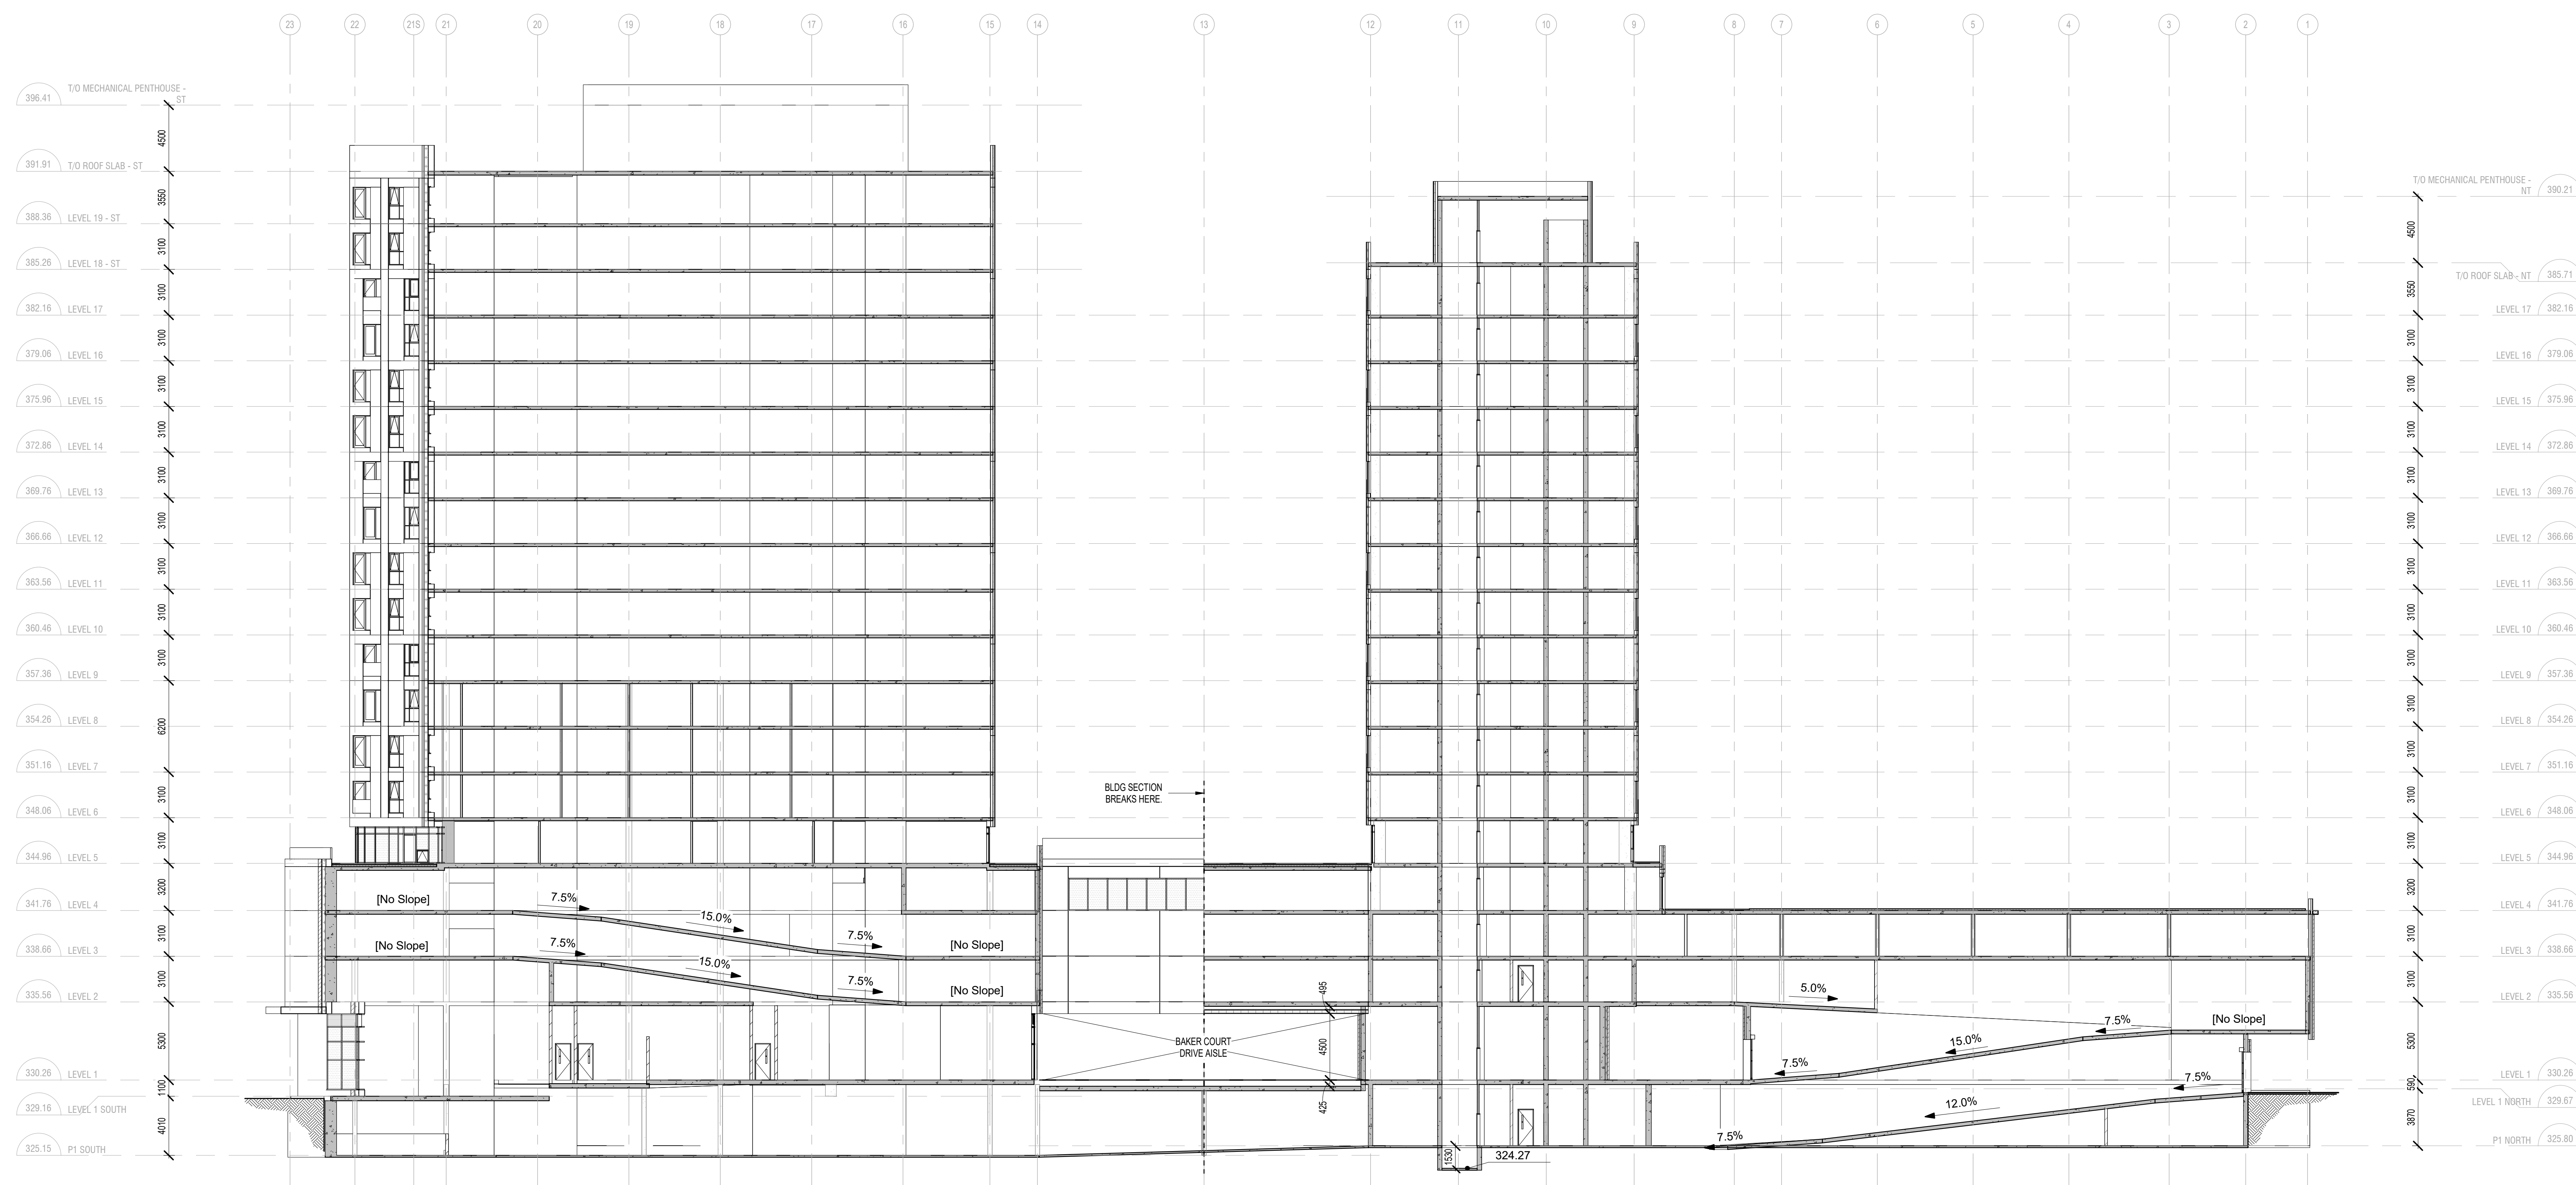 23 22 21S 21 20 19 18 17 16 15 14 13 12 11 10 9 8 7 6 5 4 3 2 1
396.41 T/O MECHANICAL PENTHOUSE -
ST
4500
391.91 T/O ROOF SLAB - ST
3550
388.36 LEVEL 19 - ST
3100
385.26 LEVEL 18 - ST
3100
382.16 LEVEL 17
3100
379.06 LEVEL 16
3100
375.96 LEVEL 15
3100
372.86 LEVEL 14
3100
369.76 LEVEL 13
3100
366.66 LEVEL 12
3100
363.56 LEVEL 11
3100
360.46 LEVEL 10
3100
357.36 LEVEL 9
354.26 LEVEL 8
6200
351.16 LEVEL 7
3100
348.06 LEVEL 6
3100
344.96 LEVEL 5
3200
341.76 LEVEL 4
3100
338.66 LEVEL 3
3100
335.56 LEVEL 2
5300
330.26 LEVEL 1
1100
329.16 LEVEL 1 SOUTH
4010
325.15 P1 SOUTH
[No Slope]
7.5%
15.0%
7.5%
[No Slope]
[No Slope]
7.5%
15.0%
7.5%
[No Slope]
BLDG SECTION
BREAKS HERE.
BAKER COURT
DRIVE AISLE
495
4500
425
1530
324.27
5.0%
[No Slope]
7.5%
15.0%
7.5%
7.5%
12.0%
7.5%
T/O MECHANICAL PENTHOUSE -
NT 390.21
4500
T/O ROOF SLAB - NT 385.71
3550
LEVEL 17 382.16
3100
LEVEL 16 379.06
3100
LEVEL 15 375.96
3100
LEVEL 14 372.86
3100
LEVEL 13 369.76
3100
LEVEL 12 366.66
3100
LEVEL 11 363.56
3100
LEVEL 10 360.46
3100
LEVEL 9 357.36
3100
LEVEL 8 354.26
3100
LEVEL 7 351.16
3100
LEVEL 6 348.06
3100
LEVEL 5 344.96
3200
LEVEL 4 341.76
3100
LEVEL 3 338.66
3100
LEVEL 2 335.56
5300
LEVEL 1 330.26
590
LEVEL 1 NORTH 329.67
3870
P1 NORTH 325.80